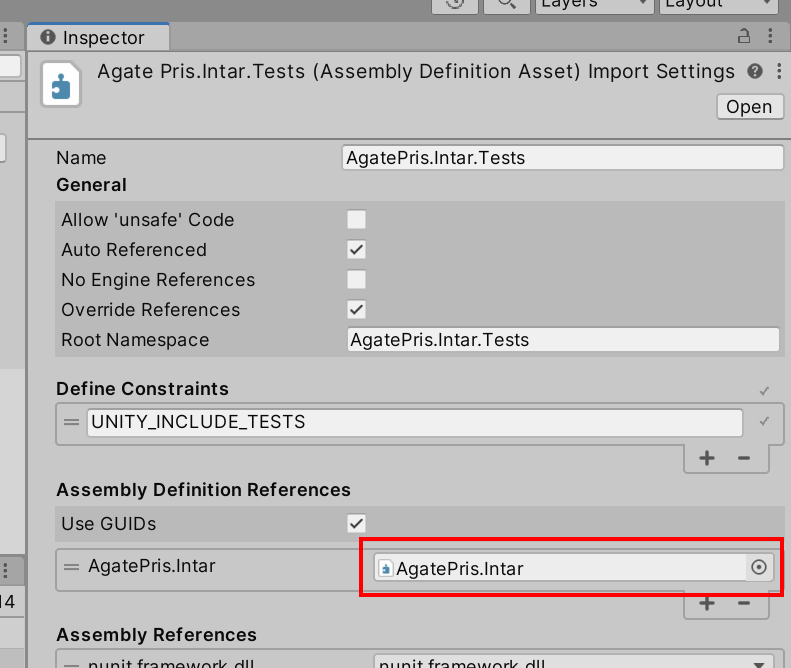 Layers
Layout
Inspector
Agate Pris.Intar.Tests (Assembly Definition Asset) Import Settings
Open
Name
AgatePris.Intar.Tests
General
Allow 'unsafe' Code
Auto Referenced
No Engine References
Override References
Root Namespace
AgatePris.Intar.Tests
Define Constraints
UNITY_INCLUDE_TESTS
Assembly Definition References
Use GUIDs
AgatePris.Intar
AgatePris.Intar
14
Assembly References
nunit.framework.dll
nunit.framework.dll